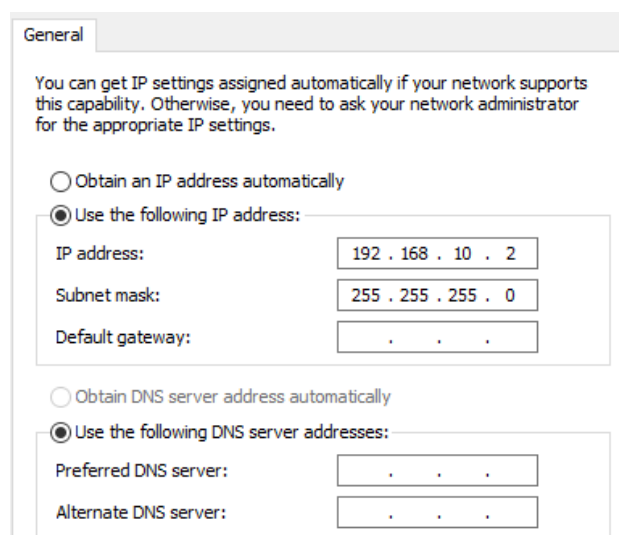 General
You can get IP settings assigned automatically if your network supports
this capability. Otherwise, you need to ask your network administrator
for the appropriate IP settings.
Obtain an IP address automatically
Use the following IP address:
IP address: 192 . 168 . 10 . 2
Subnet mask: 255 . 255 . 255 . 0
Default gateway: . . .
Obtain DNS server address automatically
Use the following DNS server addresses:
Preferred DNS server: . . .
Alternate DNS server: . . .